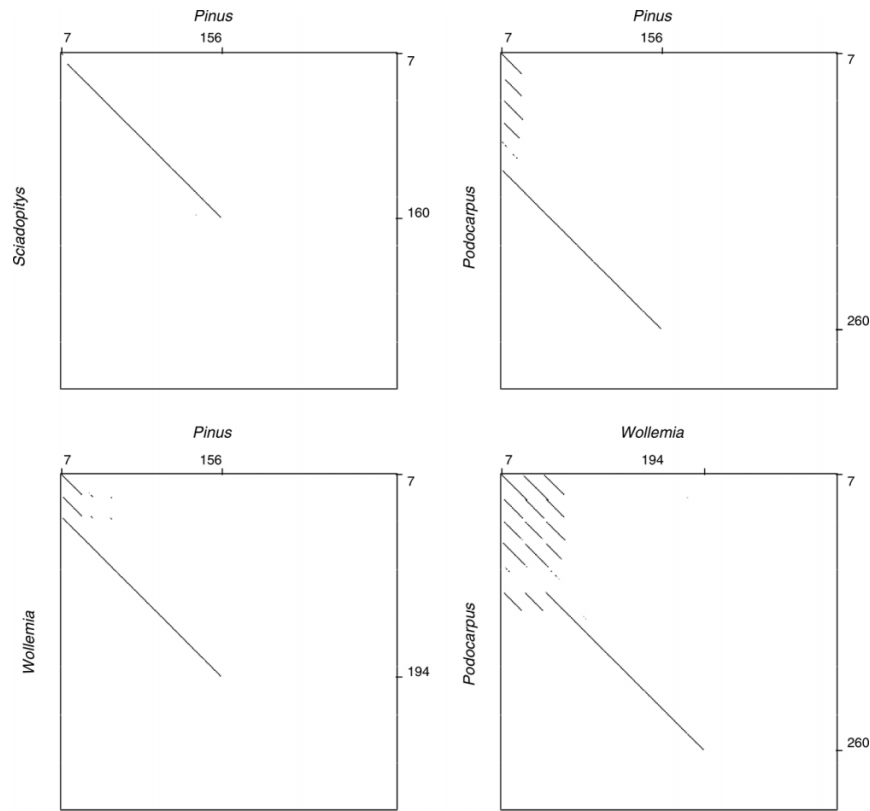 Pinus
7 156
7
Sciadopitys
160
Pinus
7 156
7
Podocarpus
260
Pinus
7 156
7
Wollemia
194
Wollemia
7 194
7
Podocarpus
260